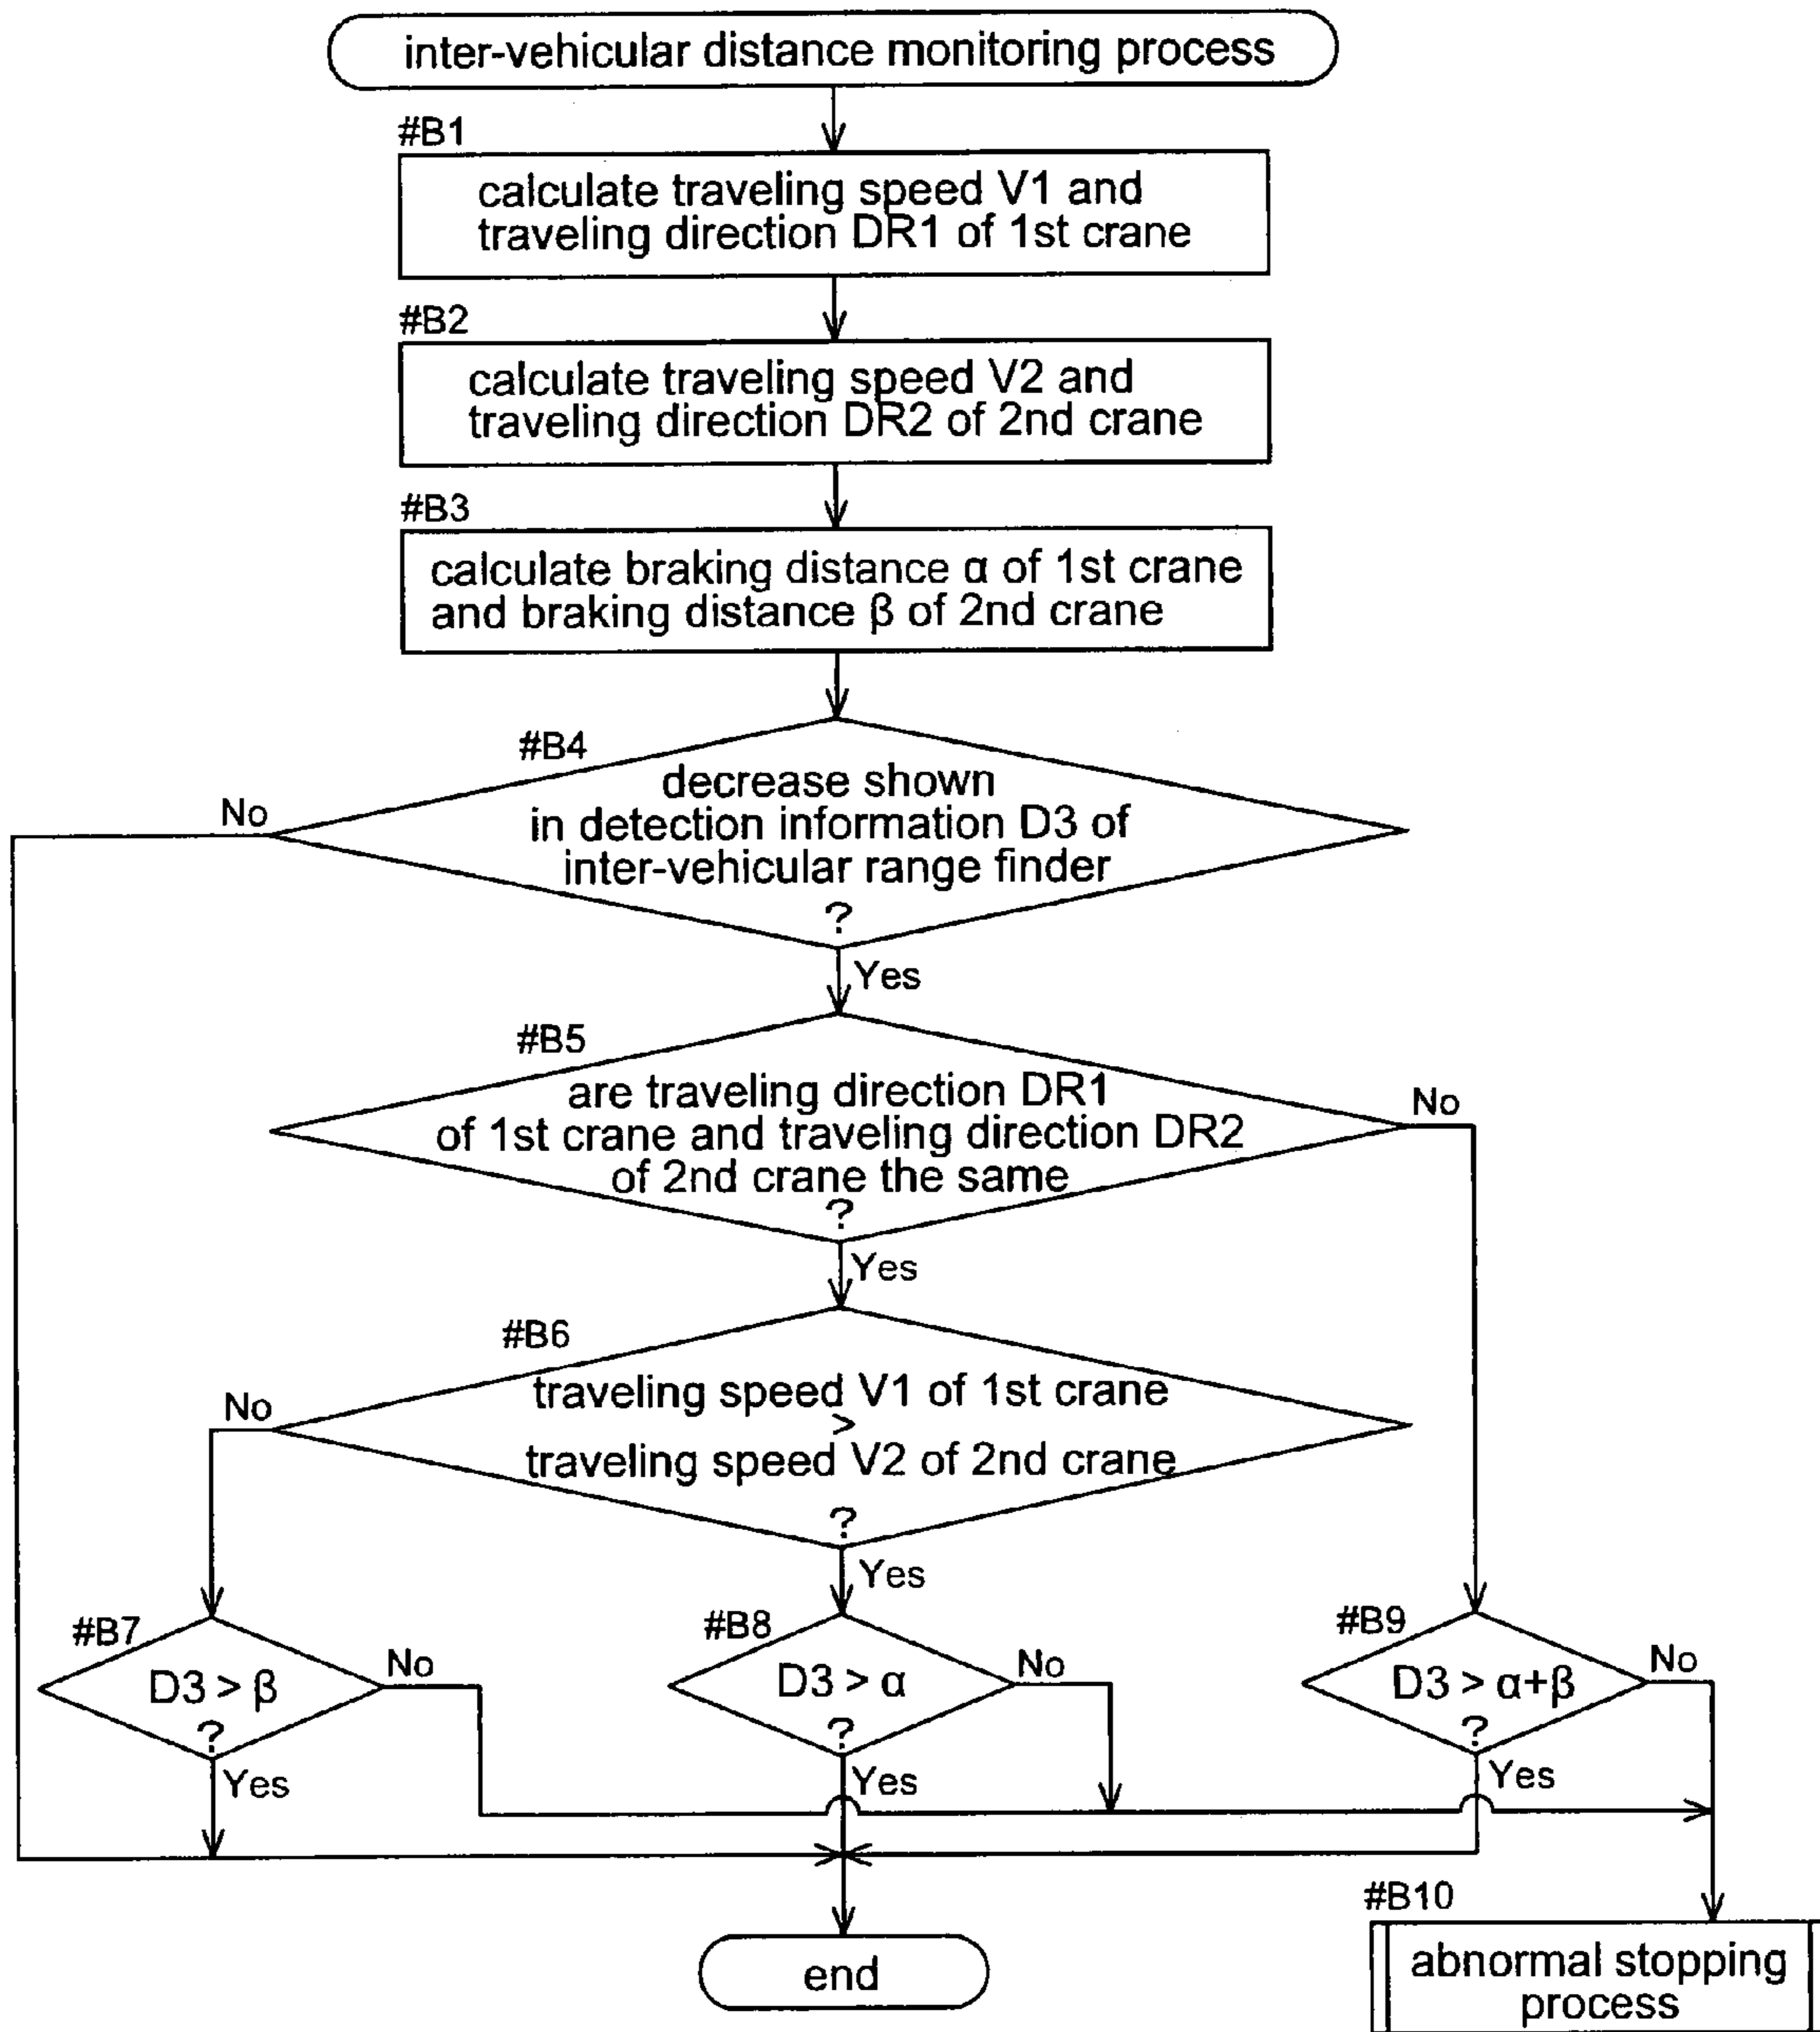 inter-vehicular distance monitoring process
#B1
calculate traveling speed V1 and
traveling direction DR1 of 1st crane
#B2
calculate traveling speed V2 and
traveling direction DR2 of 2nd crane
#B3
calculate braking distance α of 1st crane
and braking distance β of 2nd crane
#B4
decrease shown
in detection information D3 of
inter-vehicular range finder
?
No
Yes
#B5
are traveling direction DR1
of 1st crane and traveling direction DR2
of 2nd crane the same
?
No
Yes
#B6
traveling speed V1 of 1st crane
>
traveling speed V2 of 2nd crane
?
No
Yes
#B7
D3 > β
?
No
Yes
#B8
D3 > α
?
No
Yes
#B9
D3 > α+β
?
No
Yes
end
#B10
abnormal stopping
process